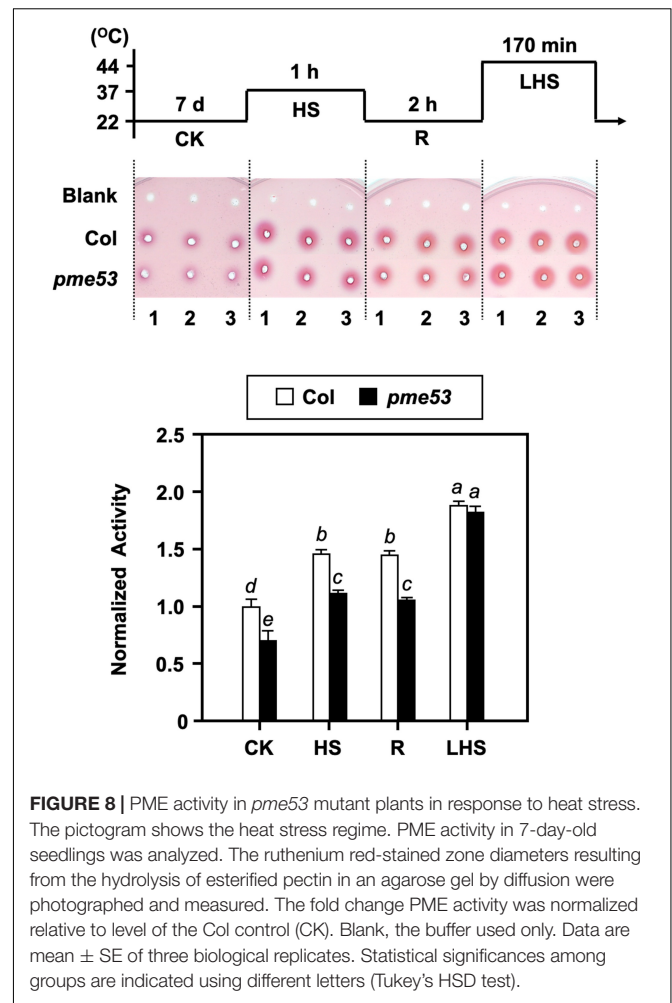 (°C)
44
37
22
7 d
CK
1 h
HS
2 h
R
170 min
LHS
Blank
Col
pme53
1 2 3 1 2 3 1 2 3 1 2 3
Col pme53
Normalized Activity
2.5
2.0
1.5
1.0
0.5
0
d e b c b c a a
CK HS R LHS
FIGURE 8 | PME activity in pme53 mutant plants in response to heat stress.
The pictogram shows the heat stress regime. PME activity in 7-day-old
seedlings was analyzed. The ruthenium red-stained zone diameters resulting
from the hydrolysis of esterified pectin in an agarose gel by diffusion were
photographed and measured. The fold change PME activity was normalized
relative to level of the Col control (CK). Blank, the buffer used only. Data are
mean ± SE of three biological replicates. Statistical significances among
groups are indicated using different letters (Tukey's HSD test).